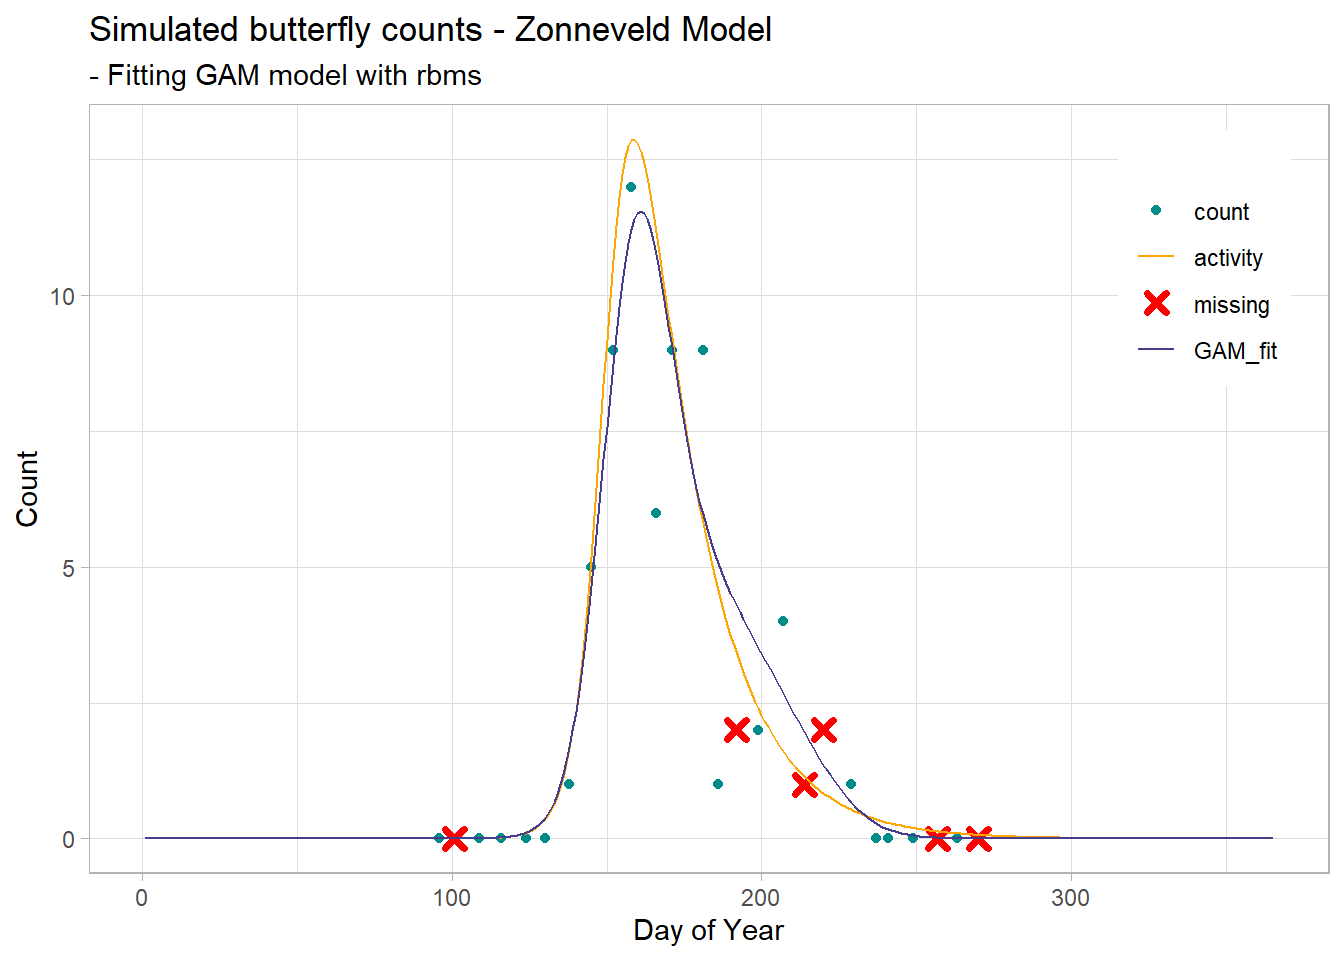 Simulated butterfly counts - Zonneveld Model
- Fitting GAM model with rbms
count
activity
missing
GAM_fit
10
5
0
Count
0
100
200
300
Day of Year